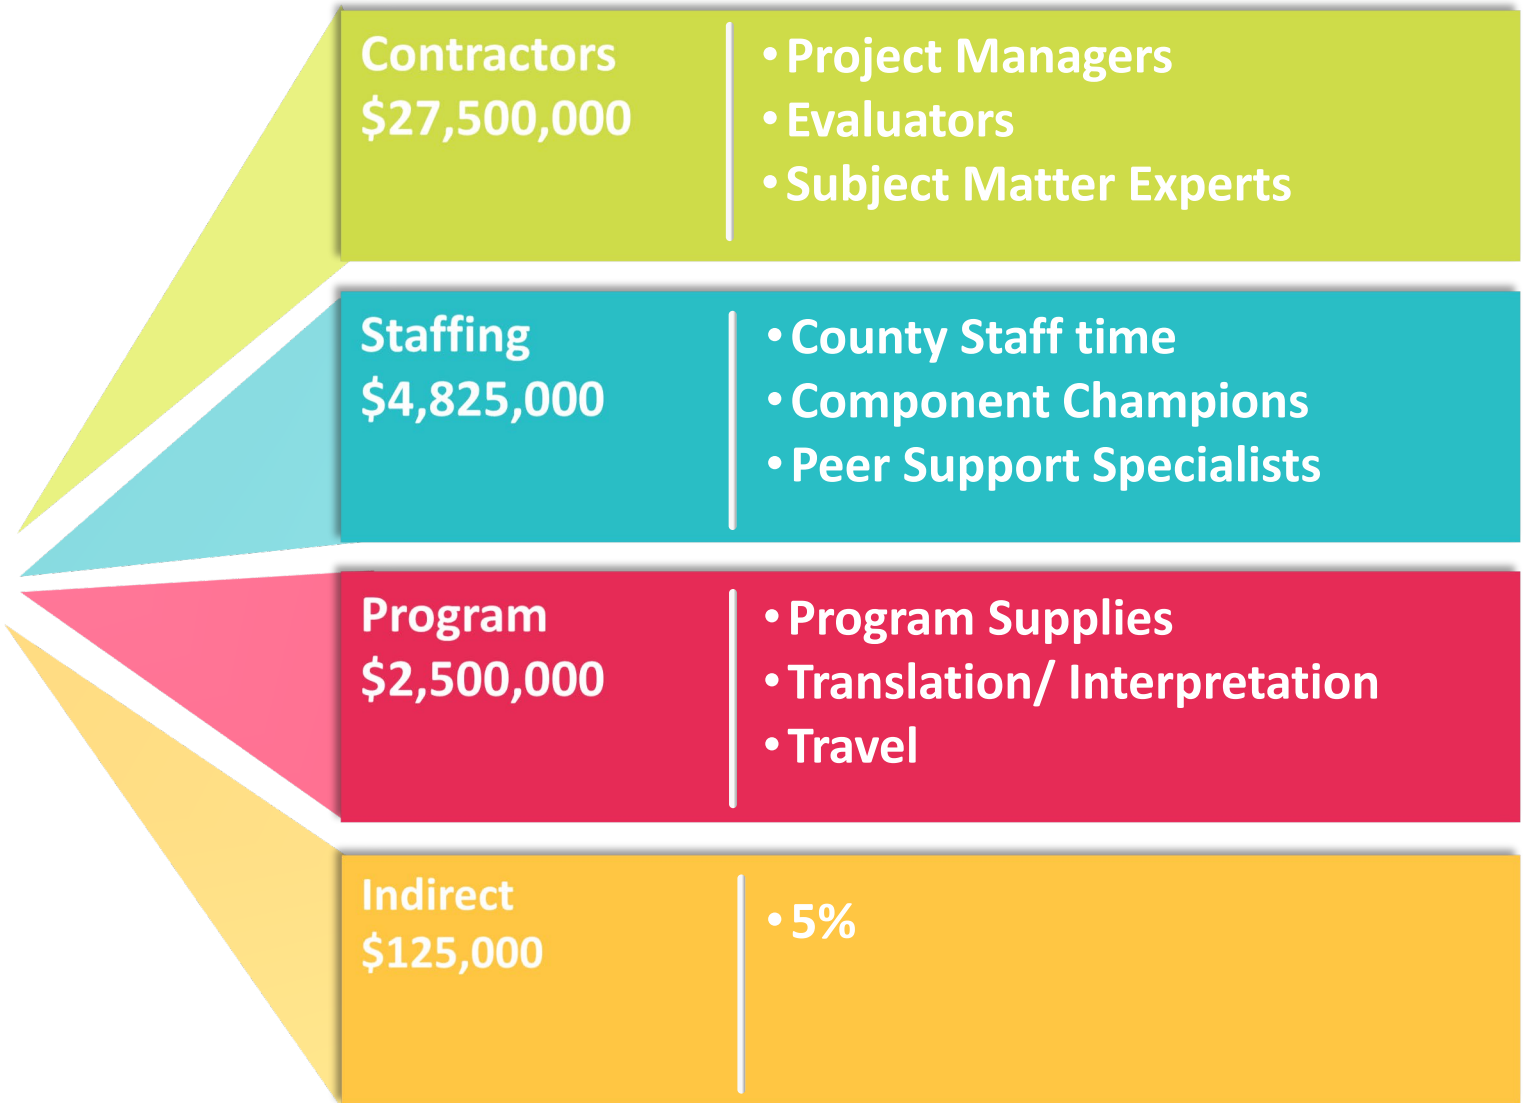 Contractors
$27,500,000
• Project Managers
• Evaluators
• Subject Matter Experts
Staffing
$4,825,000
• County Staff time
• Component Champions
• Peer Support Specialists
Program
$2,500,000
• Program Supplies
• Translation/ Interpretation
• Travel
Indirect
$125,000
• 5%